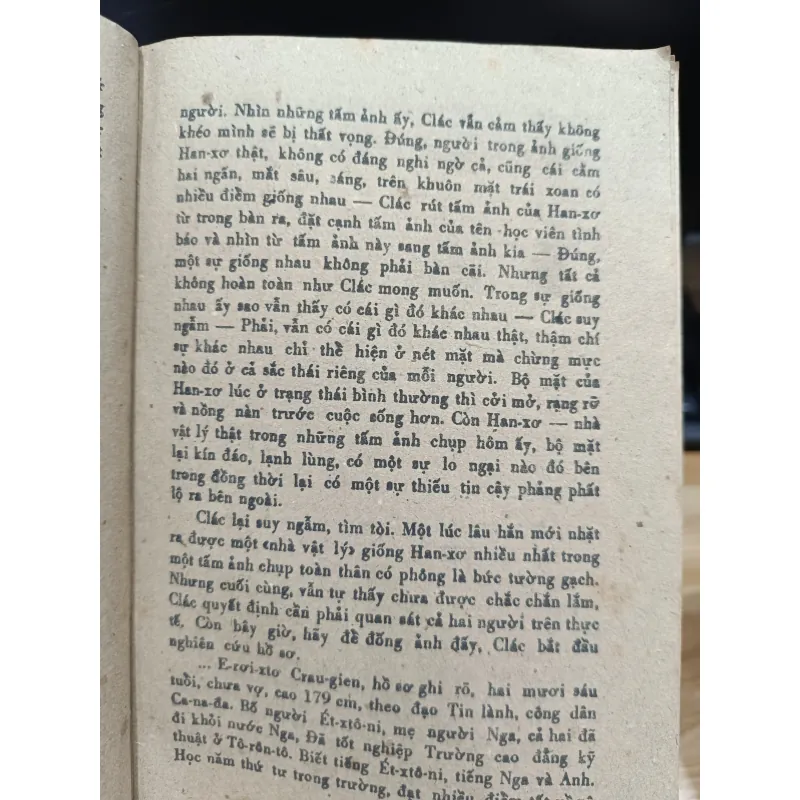 người. Nhìn những tấm ảnh ấy, Clác vẫn cảm thấy không
khéo mình sẽ bị thất vọng. Đúng, người trong ảnh giống
Han-xơ thật, không có đáng nghi ngờ cả, cũng cái cằm
hai ngấn, mắt sâu, sáng, trên khuôn mặt trái xoan có
nhiều điểm giống nhau — Clác rút tấm ảnh của Han-xơ
từ trong bàn ra, đặt cạnh tấm ảnh của tên học viên tình
báo và nhìn từ tấm ảnh này sang tấm ảnh kia — Đúng,
một sự giống nhau không phải bàn cãi. Nhưng tất cả
không hoàn toàn như Clác mong muốn. Trong sự giống
nhau ấy sao vẫn thấy có cái gì đó khác nhau — Clác suy
ngẫm — Phải, vẫn có cái gì đó khác nhau thật, thậm chí
sự khác nhau chỉ thể hiện ở nét mặt mà chừng mực
nào đó ở cả sắc thái riêng của mỗi người. Bộ mặt của
Han-xơ lúc ở trạng thái bình thường thì cởi mở, rạng rỡ
và nồng nàn trước cuộc sống hơn. Còn Hạn-xơ — nhà
vật lý thật trong những tấm ảnh chụp hôm ấy, bộ mặt
lại kín đáo, lạnh lùng, có một sự lo ngại nào đó bên
trong đồng thời lại có một sự thiếu tin cậy phảng phất
lộ ra bên ngoài.
Clác lại suy ngẫm, tìm tòi. Một lúc lâu hắn mới nhặt
ra được một «nhà vật lý» giống Han-xơ nhiều nhất trong
một tấm ảnh chụp toàn thân có phông là bức tường gạch.
Nhưng cuối cùng, vẫn tự thấy chưa được chắc chắn lắm,
Clác quyết định cần phải quan sát cả hai người trên thực
tế. Còn bây giờ, hãy để đống ảnh đấy, Clác bắt đầu
nghiên cứu hồ sơ.
... E-rơi-xtơ Crau-gien, hồ sơ ghi rõ, hai mươi sáu
tuổi, chưa vợ, cao 179 cm, theo đạo Tin lành, công dân
Ca-na-đa. Bố người Ét-xtô-ni, mẹ người Nga, cả hai đã
đi khỏi nước Nga, Đã tốt nghiệp Trường cao đẳng kỹ
thuật ở Tô-rôn-tô. Biết tiếng Ét-xtô-ni, tiếng Nga và Anh.
Học năm thứ tư trong trường, đạt nhiều điểm tốt